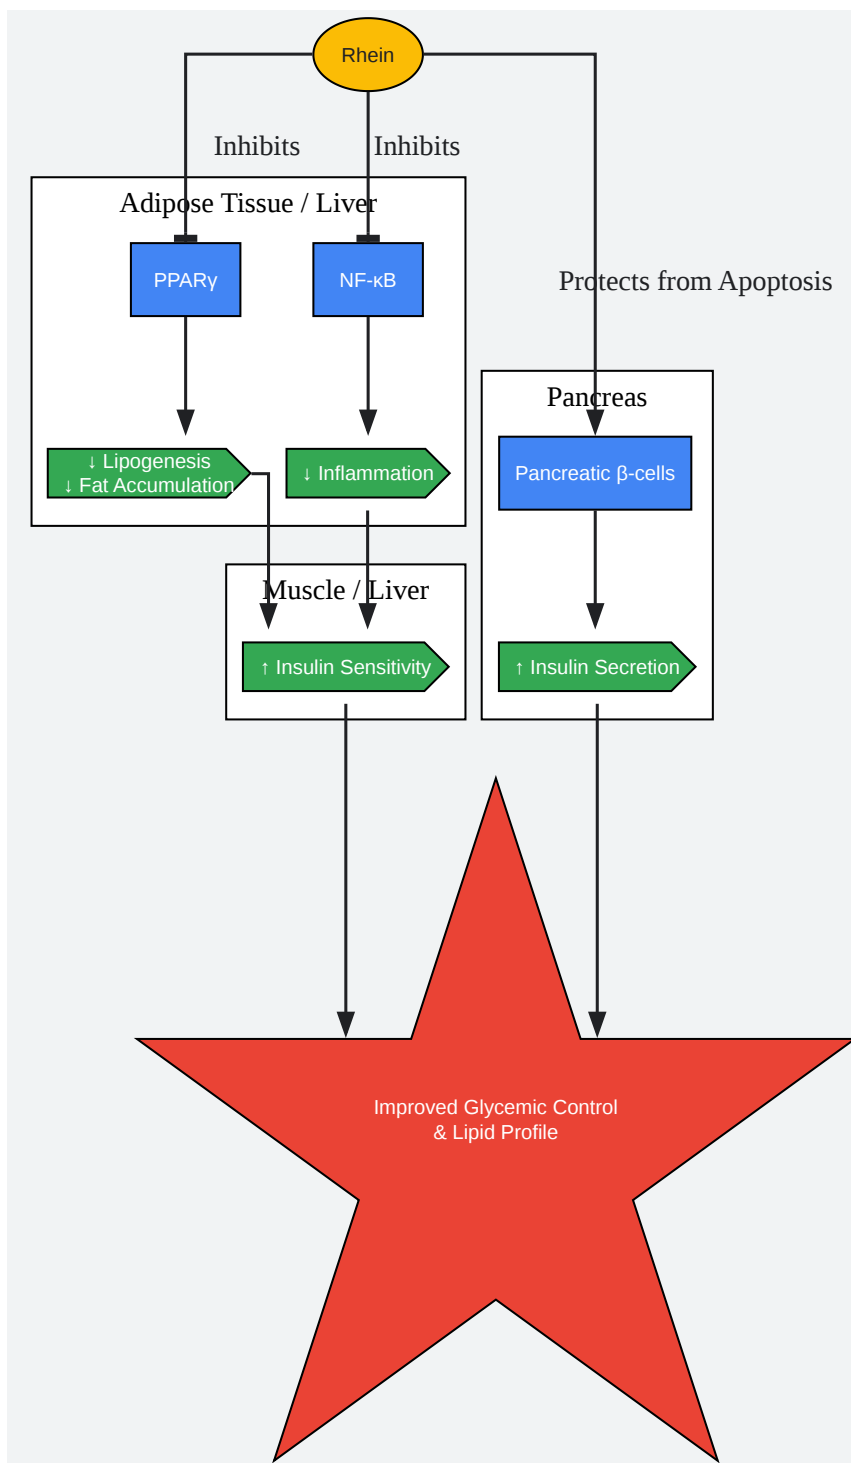 Rhein
Inhibits
Inhibits
Adipose Tissue / Liver
PPARγ
NF-κB
Protects from Apoptosis
Pancreas
↓ Lipogenesis
↓ Fat Accumulation
↓ Inflammation
Pancreatic β-cells
Muscle / Liver
↑ Insulin Sensitivity
↑ Insulin Secretion
Improved Glycemic Control
& Lipid Profile